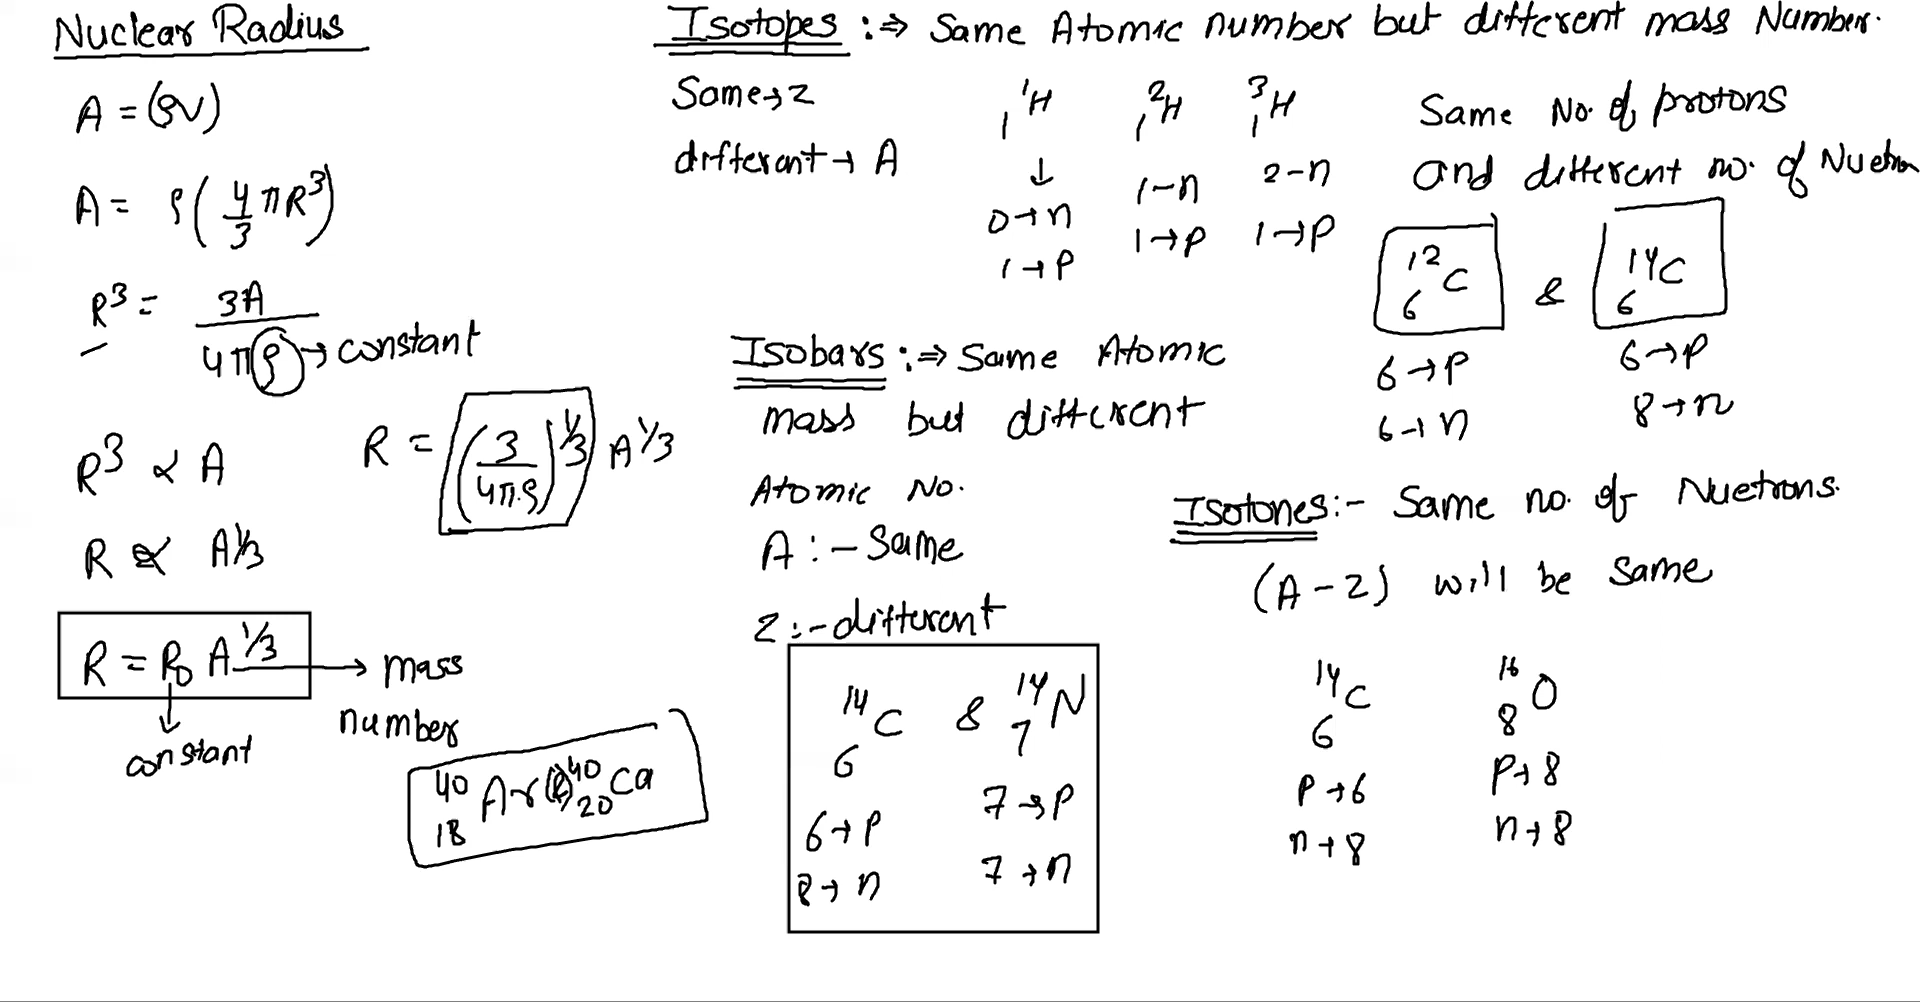 Nuclear Radius
A = (ρV)
A = ρ(4/3 πR³)
R³ = 3A / 4πρ → constant
R³ ∝ A
R = (3 / 4π.ρ)^1/3 A^1/3
R ∝ A^1/3
R = R₀ A^1/3 → mass
number
constant
⁴⁰₁₈Ar & ⁴⁰₂₀Ca
Isotopes :⇒ Same Atomic number but different mass Number.
Same → Z
different → A
¹₁H ²₁H ³₁H
↓
0→n 1-n 2-n
1→P 1→P 1→P
Same No. of protons
and different no. of Nuetron
¹²₆C & ¹⁴₆C
6→P 6→P
6→n 8→n
Isobars :⇒ Same Atomic
mass but different
Atomic No.
A :- Same
Z :- different
¹⁴₆C & ¹⁴₇N
6→P 7→P
8→n 7→n
Isotones :- Same no. of Nuetrons.
(A-Z) will be same
¹⁴₆C ¹⁶₈O
P→6 P→8
n→8 n→8